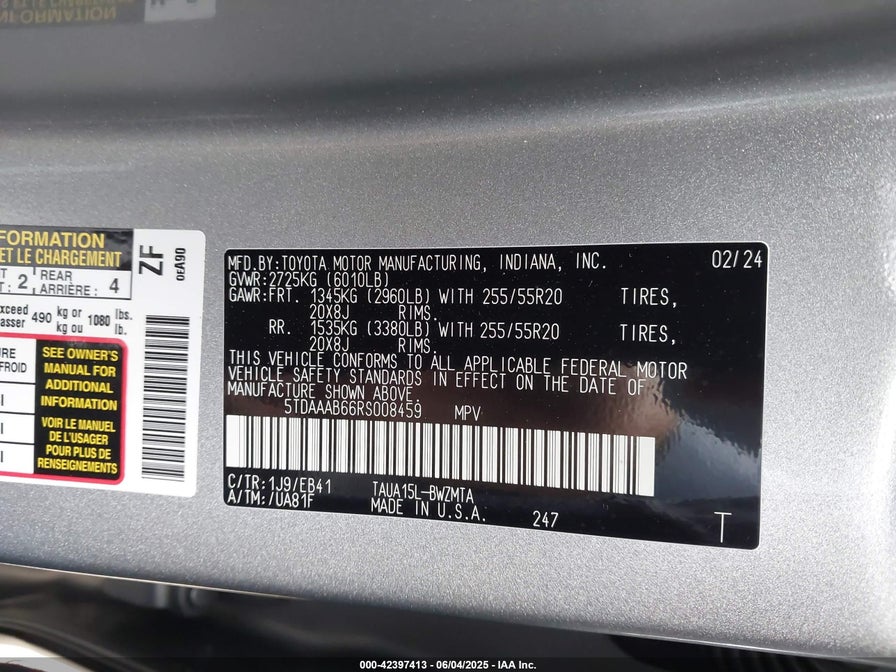 FORMATION
ET LE CHARGEMENT
2 REAR
ARRIÈRE : 4
490 kg or 1080 lbs.
kg ou lb.
SEE OWNER'S
MANUAL FOR
ADDITIONAL
INFORMATION
VOIR LE MANUEL
DE L'USAGER
POUR PLUS DE
RENSEIGNEMENTS
ZF
0EA90
MFD.BY:TOYOTA MOTOR MANUFACTURING, INDIANA, INC. 02/24
GVWR:2725KG (6010LB)
GAWR:FRT. 1345KG (2960LB) WITH 255/55R20 TIRES,
20X8J RIMS.
RR. 1535KG (3380LB) WITH 255/55R20 TIRES,
20X8J RIMS.
THIS VEHICLE CONFORMS TO ALL APPLICABLE FEDERAL MOTOR
VEHICLE SAFETY STANDARDS IN EFFECT ON THE DATE OF
MANUFACTURE SHOWN ABOVE.
5TDAAAB66RS008459 MPV
C/TR:1J9/EB41 TAUA15L-BWZMTA
A/TM:/UA81F MADE IN U.S.A. 247 T
000-42397413 - 06/04/2025 - IAA Inc.